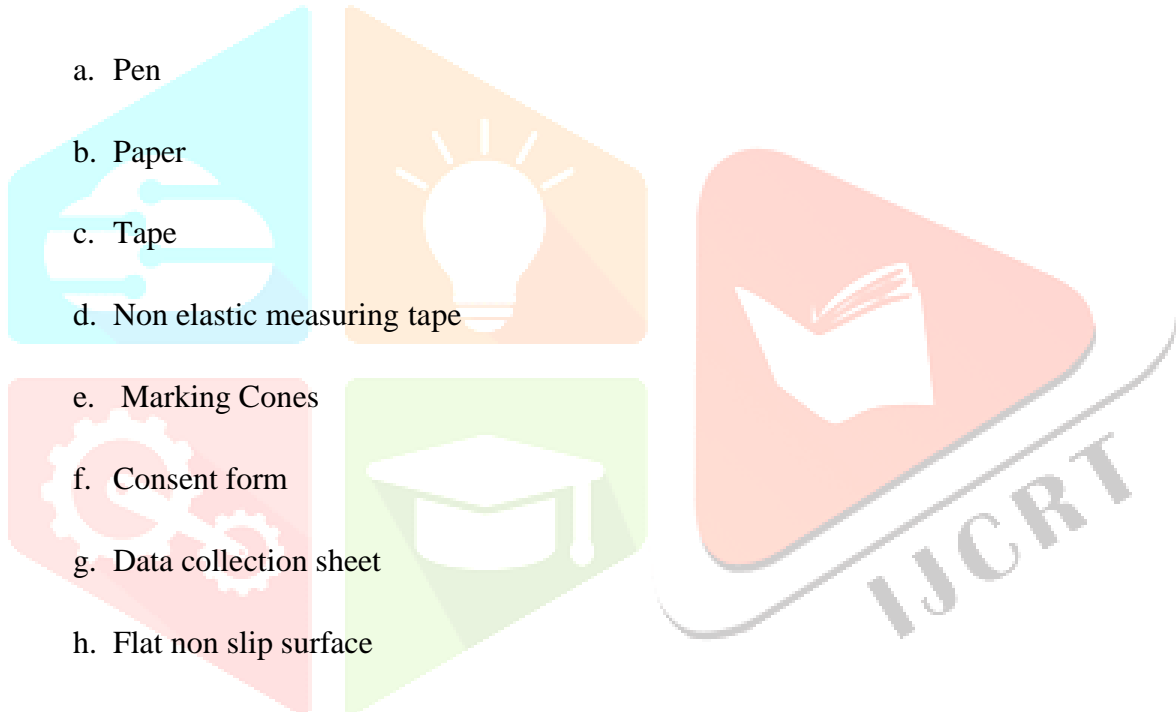 a. Pen
b. Paper
c. Tape
d. Non elastic measuring tape
e. Marking Cones
f. Consent form
g. Data collection sheet
h. Flat non slip surface
IJCRT